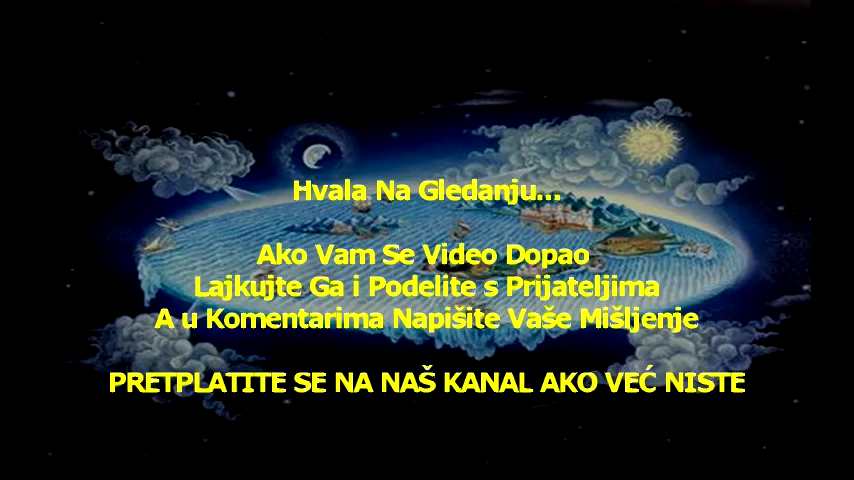 Hvala Na Gledanju...
Ako Vam Se Video Dopao
Lajkujte Ga i Podelite s Prijateljima
A u Komentarima Napišite Vaše Mišljenje
PRETPLATITE SE NA NAŠ KANAL AKO VEĆ NISTE